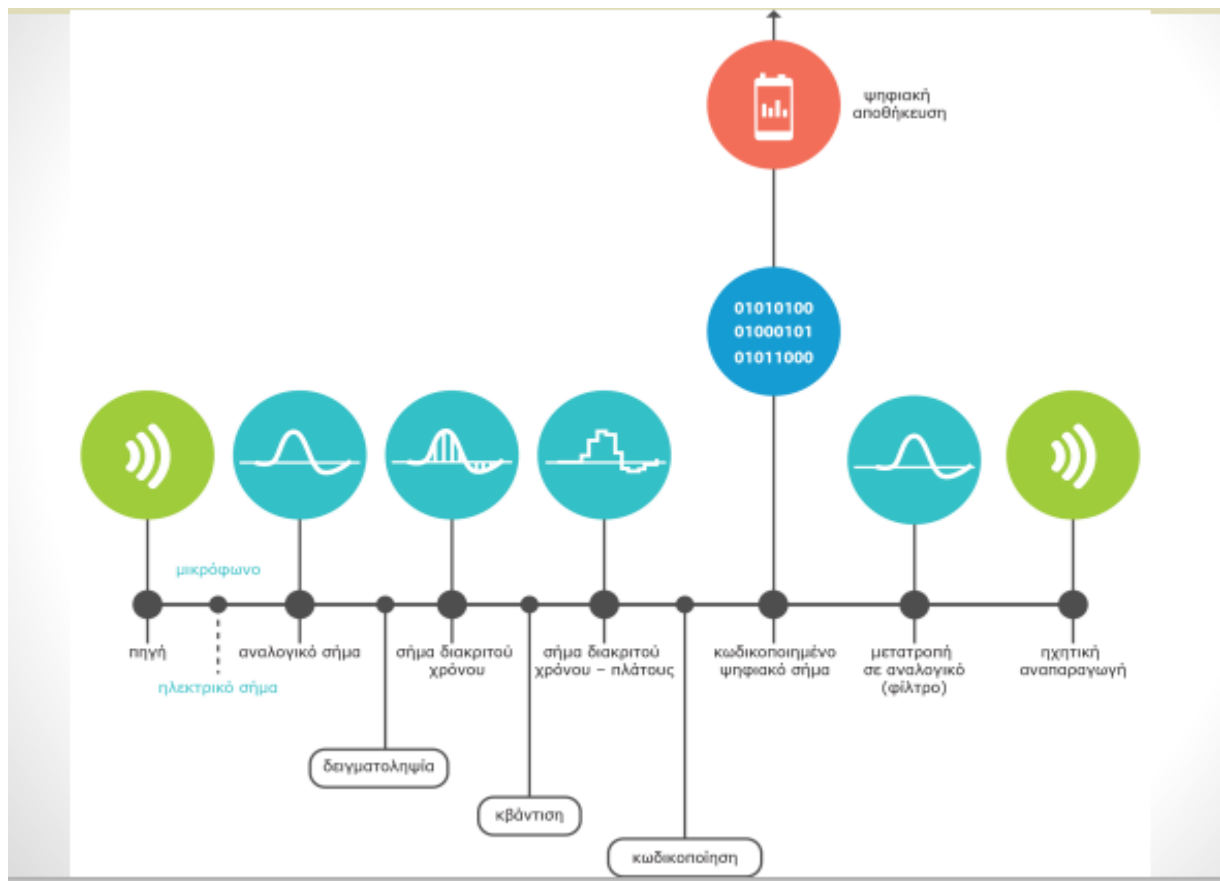 ψηφιακή
αποθήκευση
01010100
01000101
01011000
μικρόφωνο
πηγή
ηλεκτρικό σήμα
αναλογικό σήμα
σήμα διακριτού
χρόνου
σήμα διακριτού
χρόνου – πλάτους
κωδικοποιημένο
ψηφιακό σήμα
μετατροπή
σε αναλογικό
(φίλτρο)
ηχητική
αναπαραγωγή
δειγματοληψία
κβάντιση
κωδικοποίηση